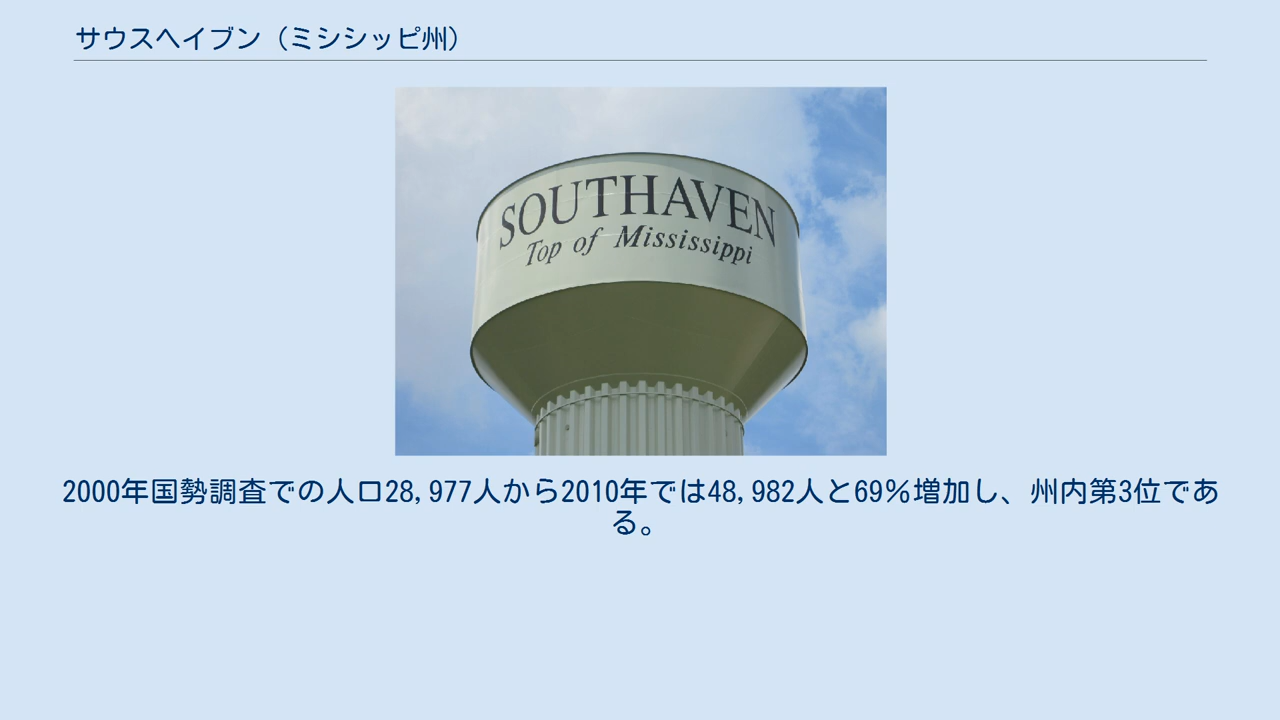 サウスヘイブン（ミシシッピ州）
SOUTHAVEN
Top of Mississippi
2000年国勢調査での人口28,977人から2010年では48,982人と69％増加し、州内第3位であ
る。